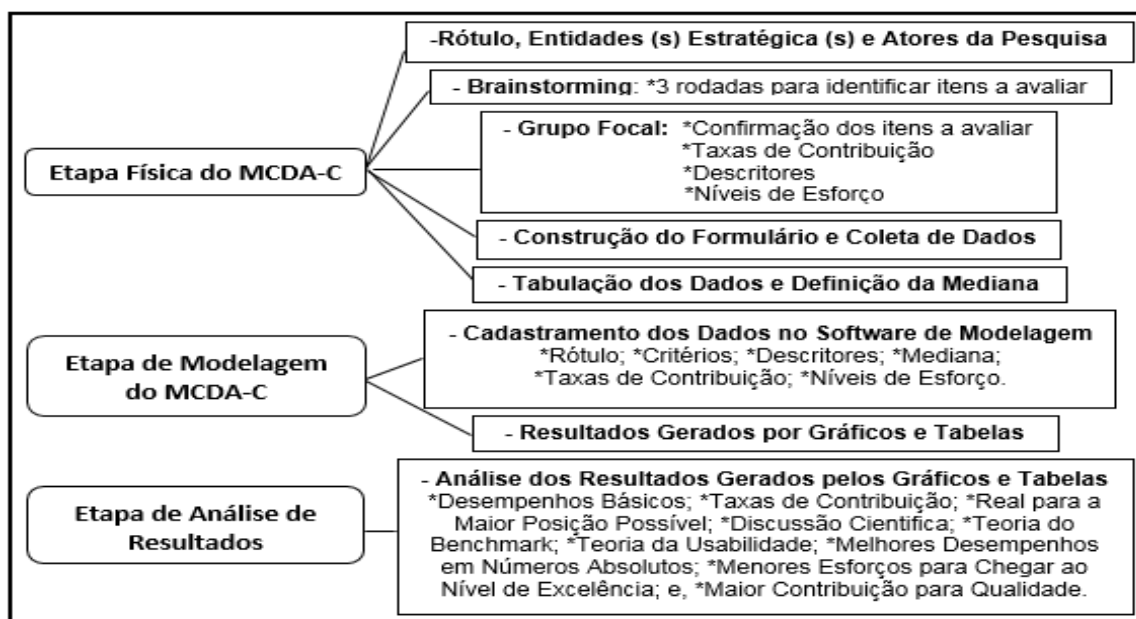 -Rótulo, Entidades (s) Estratégica (s) e Atores da Pesquisa
- Brainstorming: *3 rodadas para identificar itens a avaliar
- Grupo Focal: *Confirmação dos itens a avaliar
*Taxas de Contribuição
*Descritores
*Níveis de Esforço
Etapa Física do MCDA-C
- Construção do Formulário e Coleta de Dados
- Tabulação dos Dados e Definição da Mediana
Etapa de Modelagem
do MCDA-C
- Cadastramento dos Dados no Software de Modelagem
*Rótulo; *Critérios; *Descritores; *Mediana;
*Taxas de Contribuição; *Níveis de Esforço.
- Resultados Gerados por Gráficos e Tabelas
Etapa de Análise de
Resultados
- Análise dos Resultados Gerados pelos Gráficos e Tabelas
*Desempenhos Básicos; *Taxas de Contribuição; *Real para a
Maior Posição Possível; *Discussão Cientifica; *Teoria do
Benchmark; *Teoria da Usabilidade; *Melhores Desempenhos
em Números Absolutos; *Menores Esforços para Chegar ao
Nível de Excelência; e, *Maior Contribuição para Qualidade.